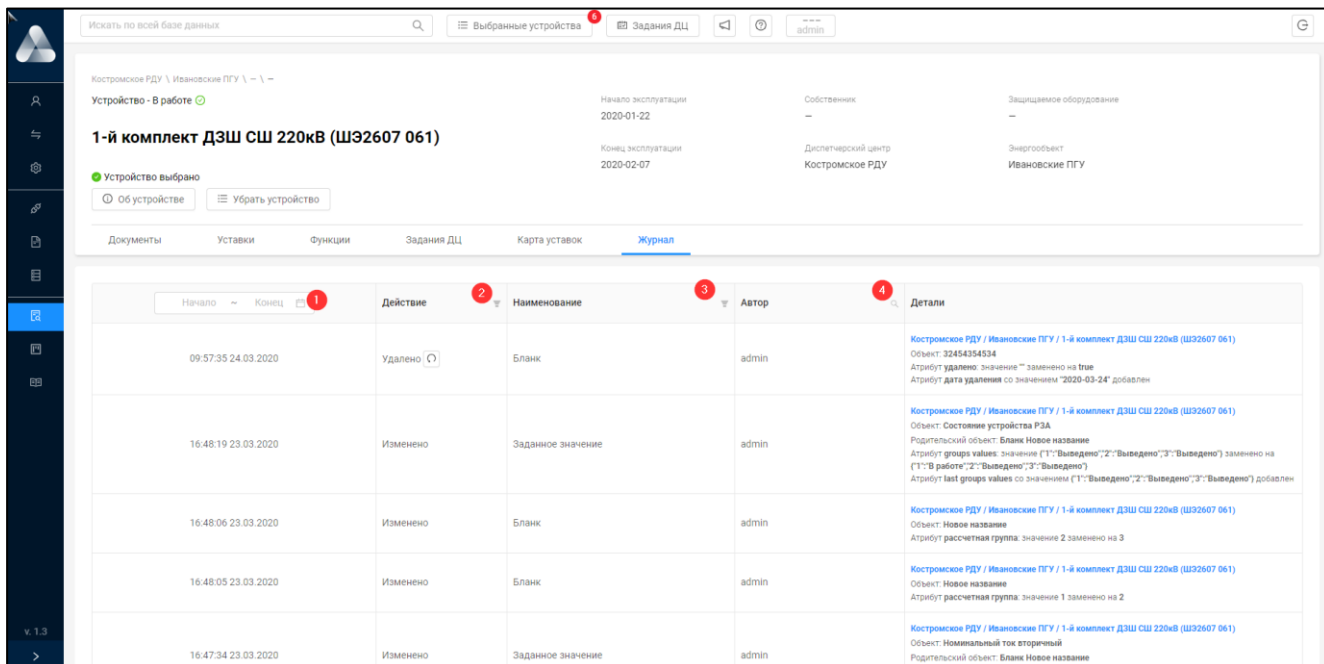 Искать по всей базе данных
Выбранные устройства
6
Задания ДЦ
admin
Костромское РДУ \ Ивановские ПГУ \ – \ –
Устройство - В работе
1-й комплект ДЗШ СШ 220кВ (ШЭ2607 061)
Устройство выбрано
Об устройстве
Убрать устройство
Начало эксплуатации
2020-01-22
Собственник
–
Защищаемое оборудование
–
Конец эксплуатации
2020-02-07
Диспетчерский центр
Костромское РДУ
Энергообъект
Ивановские ПГУ
Документы Уставки Функции Задания ДЦ Карта уставок Журнал
Начало ~ Конец 1 Действие 2 Наименование 3 Автор 4 Детали
09:57:35 24.03.2020 Удалено Бланк admin
Костромское РДУ / Ивановские ПГУ / 1-й комплект ДЗШ СШ 220кВ (ШЭ2607 061)
Объект: 32454354534
Атрибут удалено: значение "" заменено на true
Атрибут дата удаления со значением "2020-03-24" добавлен
16:48:19 23.03.2020 Изменено Заданное значение admin
Костромское РДУ / Ивановские ПГУ / 1-й комплект ДЗШ СШ 220кВ (ШЭ2607 061)
Объект: Состояние устройства РЗА
Родительский объект: Бланк Новое название
Атрибут groups values: значение {"1":"Выведено","2":"Выведено","3":"Выведено"} заменено на
{"1":"В работе","2":"Выведено","3":"Выведено"}
Атрибут last groups values со значением {"1":"Выведено","2":"Выведено","3":"Выведено"} добавлен
16:48:06 23.03.2020 Изменено Бланк admin
Костромское РДУ / Ивановские ПГУ / 1-й комплект ДЗШ СШ 220кВ (ШЭ2607 061)
Объект: Новое название
Атрибут рассчетная группа: значение 2 заменено на 3
16:48:05 23.03.2020 Изменено Бланк admin
Костромское РДУ / Ивановские ПГУ / 1-й комплект ДЗШ СШ 220кВ (ШЭ2607 061)
Объект: Новое название
Атрибут рассчетная группа: значение 1 заменено на 2
16:47:34 23.03.2020 Изменено Заданное значение admin
Костромское РДУ / Ивановские ПГУ / 1-й комплект ДЗШ СШ 220кВ (ШЭ2607 061)
Объект: Номинальный ток вторичный
Родительский объект: Бланк Новое название
v. 1.3